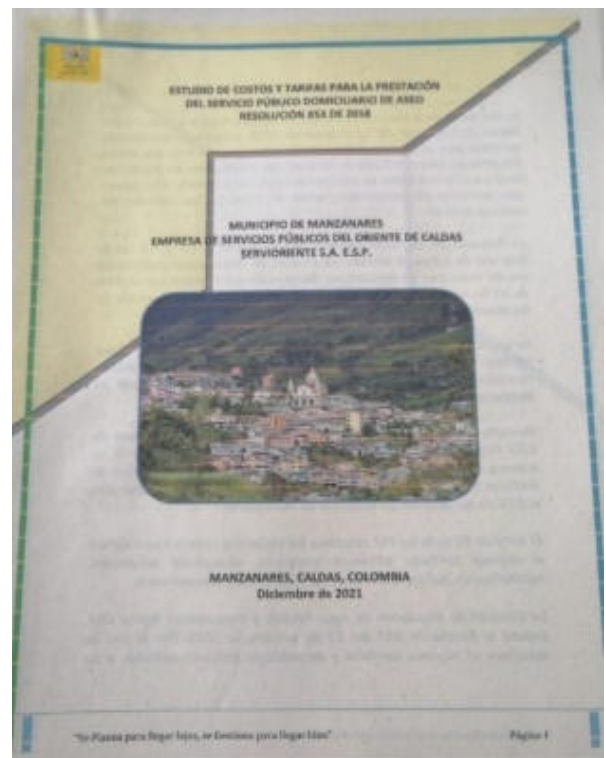 ESTUDIO DE COSTOS Y TARIFAS PARA LA PRESTACIÓN
DEL SERVICIO PÚBLICO DOMICILIARIO DE ASEO
RESOLUCIÓN 853 DE 2018
MUNICIPIO DE MANZANARES
EMPRESA DE SERVICIOS PÚBLICOS DEL ORIENTE DE CALDAS
SERVIORIENTE S.A. E.S.P.
MANZANARES, CALDAS, COLOMBIA
Diciembre de 2021
"Se Planea para llegar lejos, se Gestiona para llegar bien"
Página 1